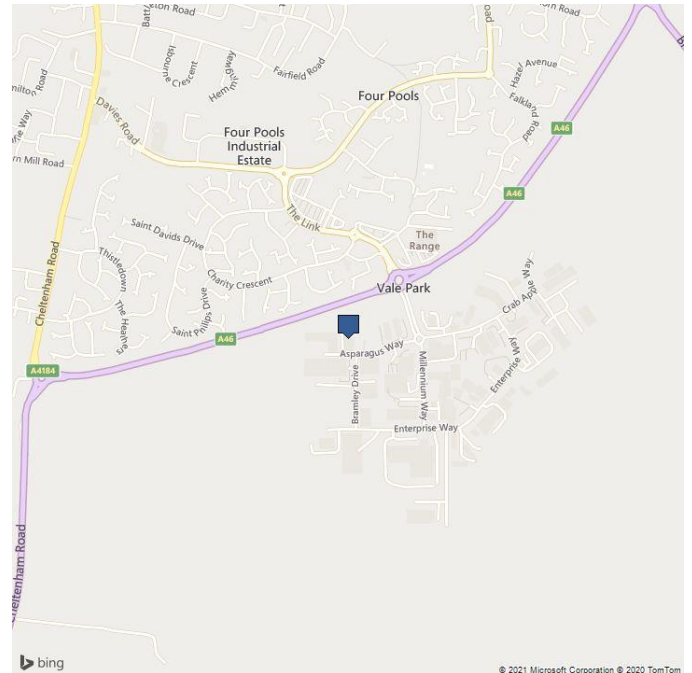 Fairfield Road
Davies Road
Four Pools
Hazel Avenue
Falkland
Road
Four Pools
Industrial
Estate
A46
The Link
A46
Saint Davids Drive
The
Range
Thistledown
Charity Crescent
Cheltenham Road
The Heathers
Saint Philips Drive
Vale Park
Crab Apple Way
A46
Asparagus Way
A4184
Millennium Way
Enterprise
Way
Bramley Drive
Enterprise Way
Cheltenham Road
bing
© 2021 Microsoft Corporation © 2020 TomTom